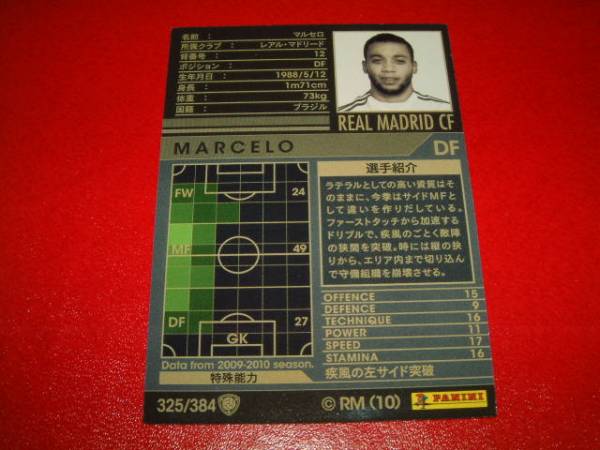 名前 : マルセロ
所属クラブ : レアル・マドリード
背番号 : 12
ポジション : DF
生年月日 : 1988/5/12
身長 : 1m71cm
体重 : 73kg
国籍 : ブラジル
REAL MADRID CF
MARCELO DF
FW 24
MF 49
DF 27
GK
Data from 2009-2010 season.
選手紹介
ラテラルとしての高い資質はそ
のままに、今季はサイドMFと
して違いを作りだしている。
ファーストタッチから加速する
ドリブルで、疾風のごとく敵陣
の狭間を突破。時には縦の抉
りから、エリア内まで切り込ん
で守備組織を崩壊させる。
OFFENCE 15
DEFENCE 9
TECHNIQUE 16
POWER 11
SPEED 17
STAMINA 16
特殊能力 疾風の左サイド突破
325/384 ©RM(10) PANINI